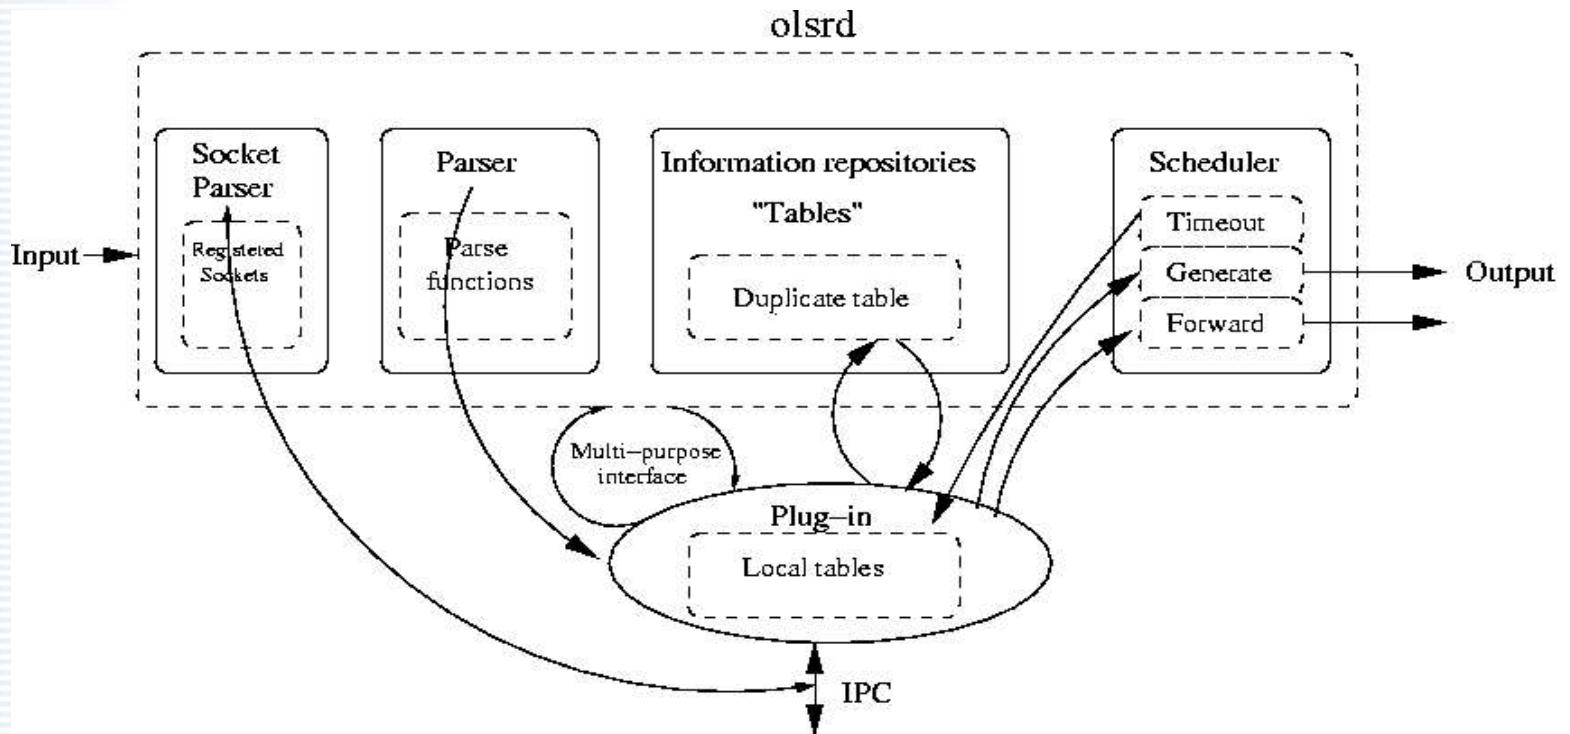 olsrd
Socket
Parser
Registered
Sockets
Parser
Parse
functions
Information repositories
"Tables"
Duplicate table
Scheduler
Timeout
Generate
Forward
Input
Output
Multi-purpose
interface
Plug-in
Local tables
IPC